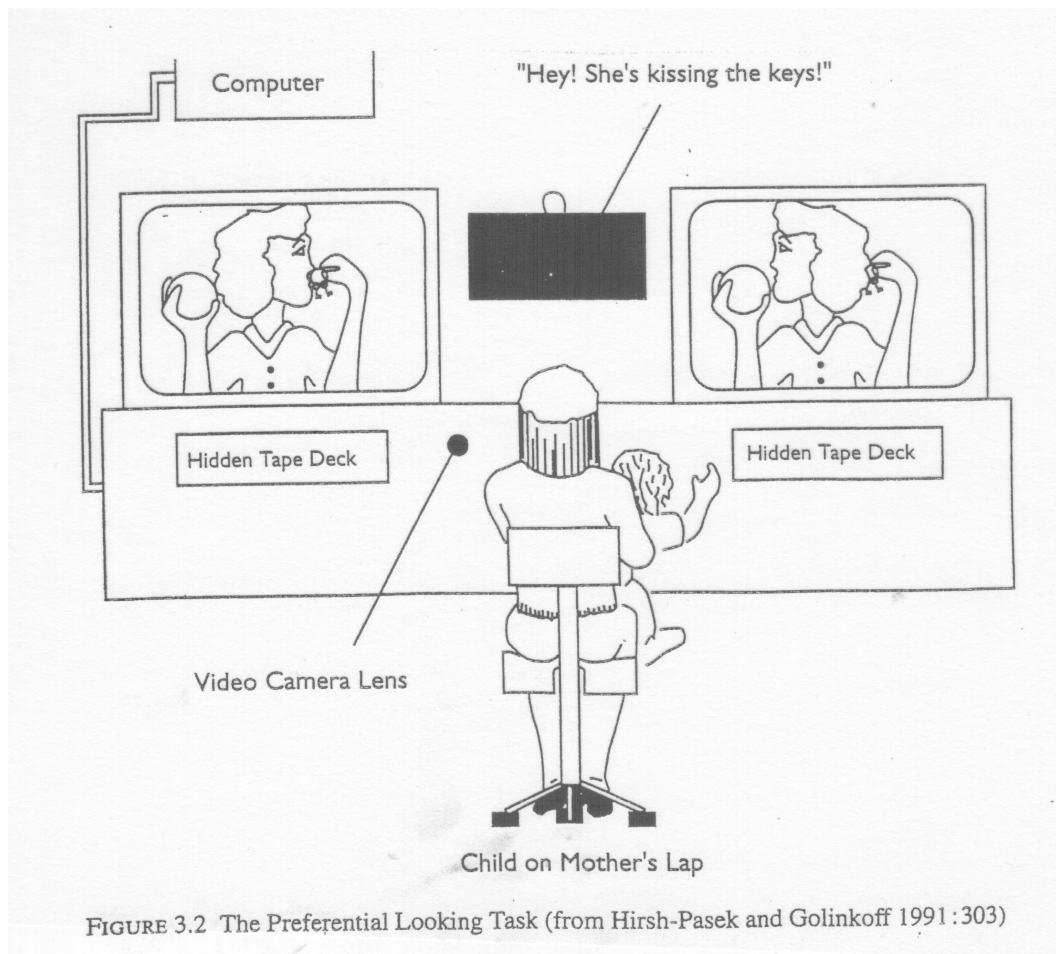 Computer
"Hey! She's kissing the keys!"
Hidden Tape Deck
Hidden Tape Deck
Video Camera Lens
Child on Mother's Lap
FIGURE 3.2 The Preferential Looking Task (from Hirsh-Pasek and Golinkoff 1991:303)